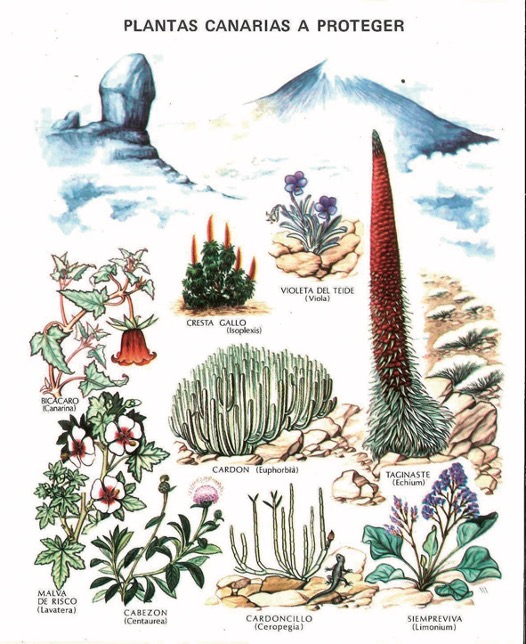 PLANTAS CANARIAS A PROTEGER
VIOLETA DEL TEIDE
(Viola)
CRESTA GALLO
(Isoplexis)
BICACARO
(Canarina)
CARDON (Euphorbia)
TAGINASTE
(Echium)
MALVA
DE RISCO
(Lavatera)
CABEZON
(Centaurea)
CARDONCILLO
(Ceropegia)
SIEMPREVIVA
(Limonium)